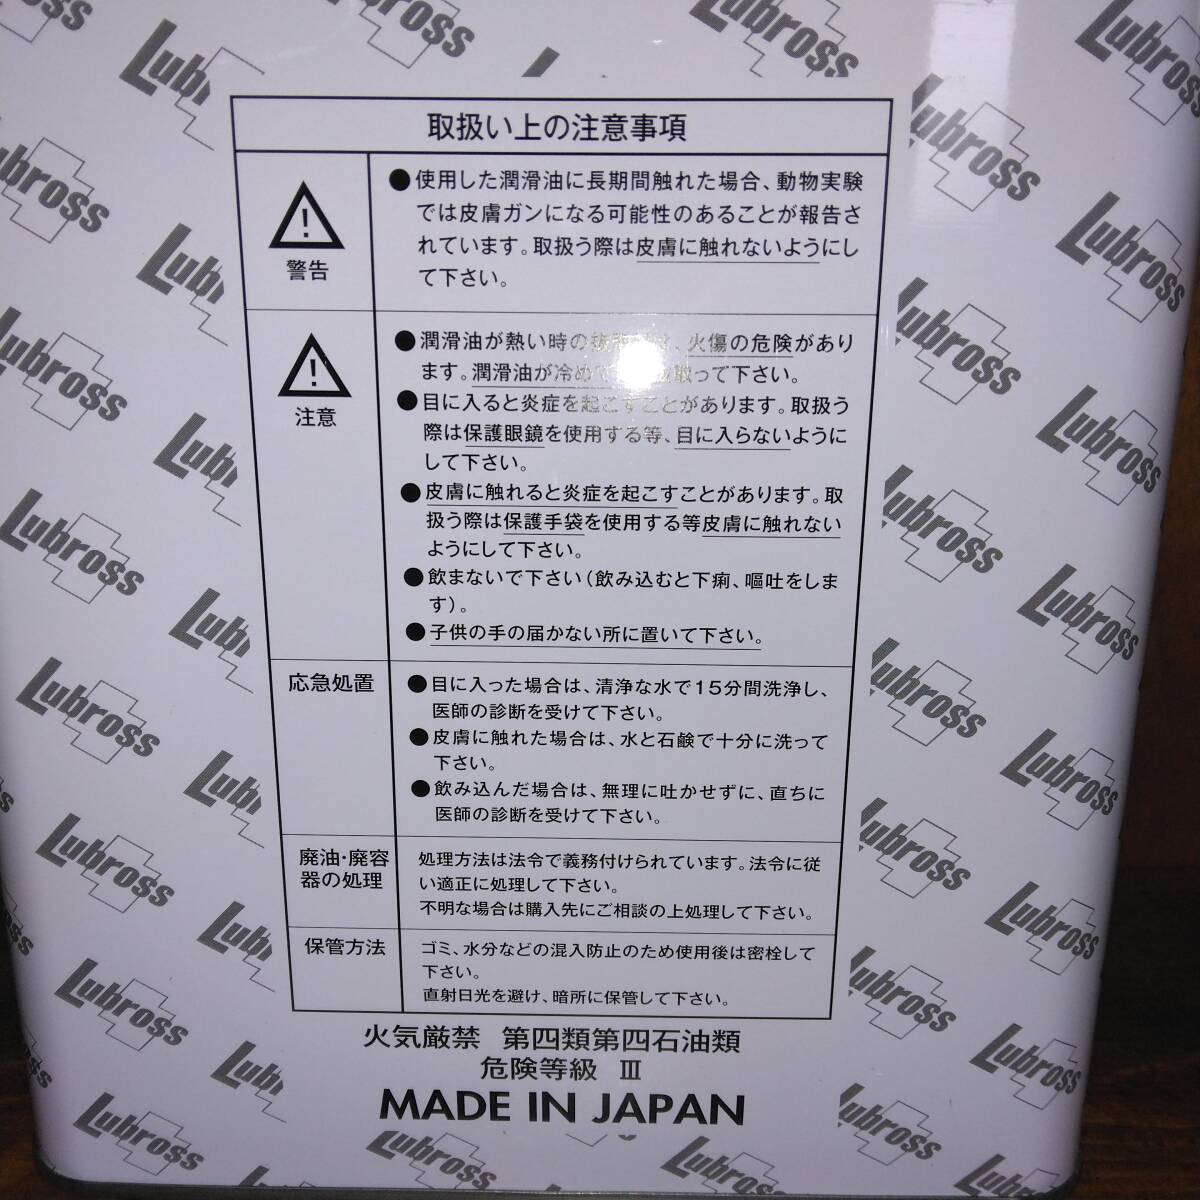 取扱い上の注意事項
警告
●使用した潤滑油に長期間触れた場合、動物実験
では皮膚ガンになる可能性のあることが報告さ
れています。取扱う際は皮膚に触れないようにし
て下さい。
注意
●潤滑油が熱い時の、火傷の危険があり
ます。潤滑油が冷め取って下さい。
●目に入ると炎症を起こすことがあります。取扱う
際は保護眼鏡を使用する等、目に入らないように
して下さい。
●皮膚に触れると炎症を起こすことがあります。取
扱う際は保護手袋を使用する等皮膚に触れない
ようにして下さい。
●飲まないで下さい（飲み込むと下痢、嘔吐をしま
す）。
●子供の手の届かない所に置いて下さい。
応急処置
●目に入った場合は、清浄な水で15分間洗浄し、
医師の診断を受けて下さい。
●皮膚に触れた場合は、水と石鹸で十分に洗って
下さい。
●飲み込んだ場合は、無理に吐かせずに、直ちに
医師の診断を受けて下さい。
廃油・廃容
器の処理
処理方法は法令で義務付けられています。法令に従
い適正に処理して下さい。
不明な場合は購入先にご相談の上処理して下さい。
保管方法
ゴミ、水分などの混入防止のため使用後は密栓して
下さい。
直射日光を避け、暗所に保管して下さい。
火気厳禁 第四類第四石油類
危険等級 Ⅲ
MADE IN JAPAN
Lubross